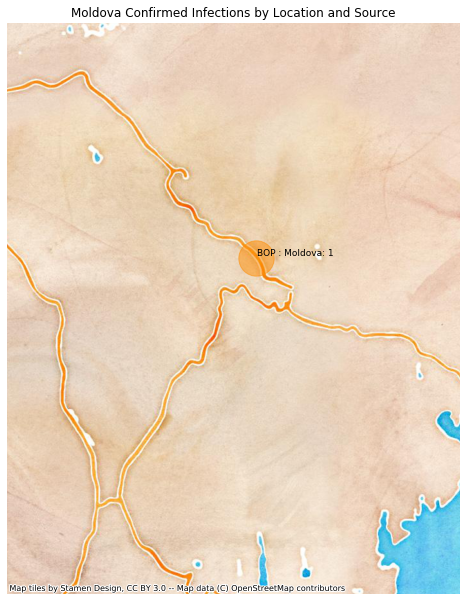 Moldova Confirmed Infections by Location and Source
BOP : Moldova: 1
Map tiles by Stamen Design, CC BY 3.0 -- Map data (C) OpenStreetMap contributors